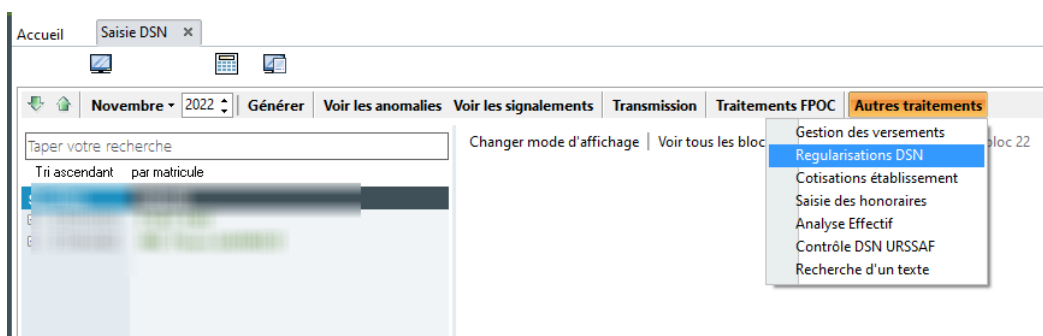 Accueil Saisie DSN ×
Novembre 2022 Générer Voir les anomalies Voir les signalements Transmission Traitements FPOC Autres traitements
Taper votre recherche
Changer mode d'affichage | Voir tous les bloc bloc 22
Tri ascendant par matricule
Gestion des versements
Regularisations DSN
Cotisations établissement
Saisie des honoraires
Analyse Effectif
Contrôle DSN URSSAF
Recherche d'un texte